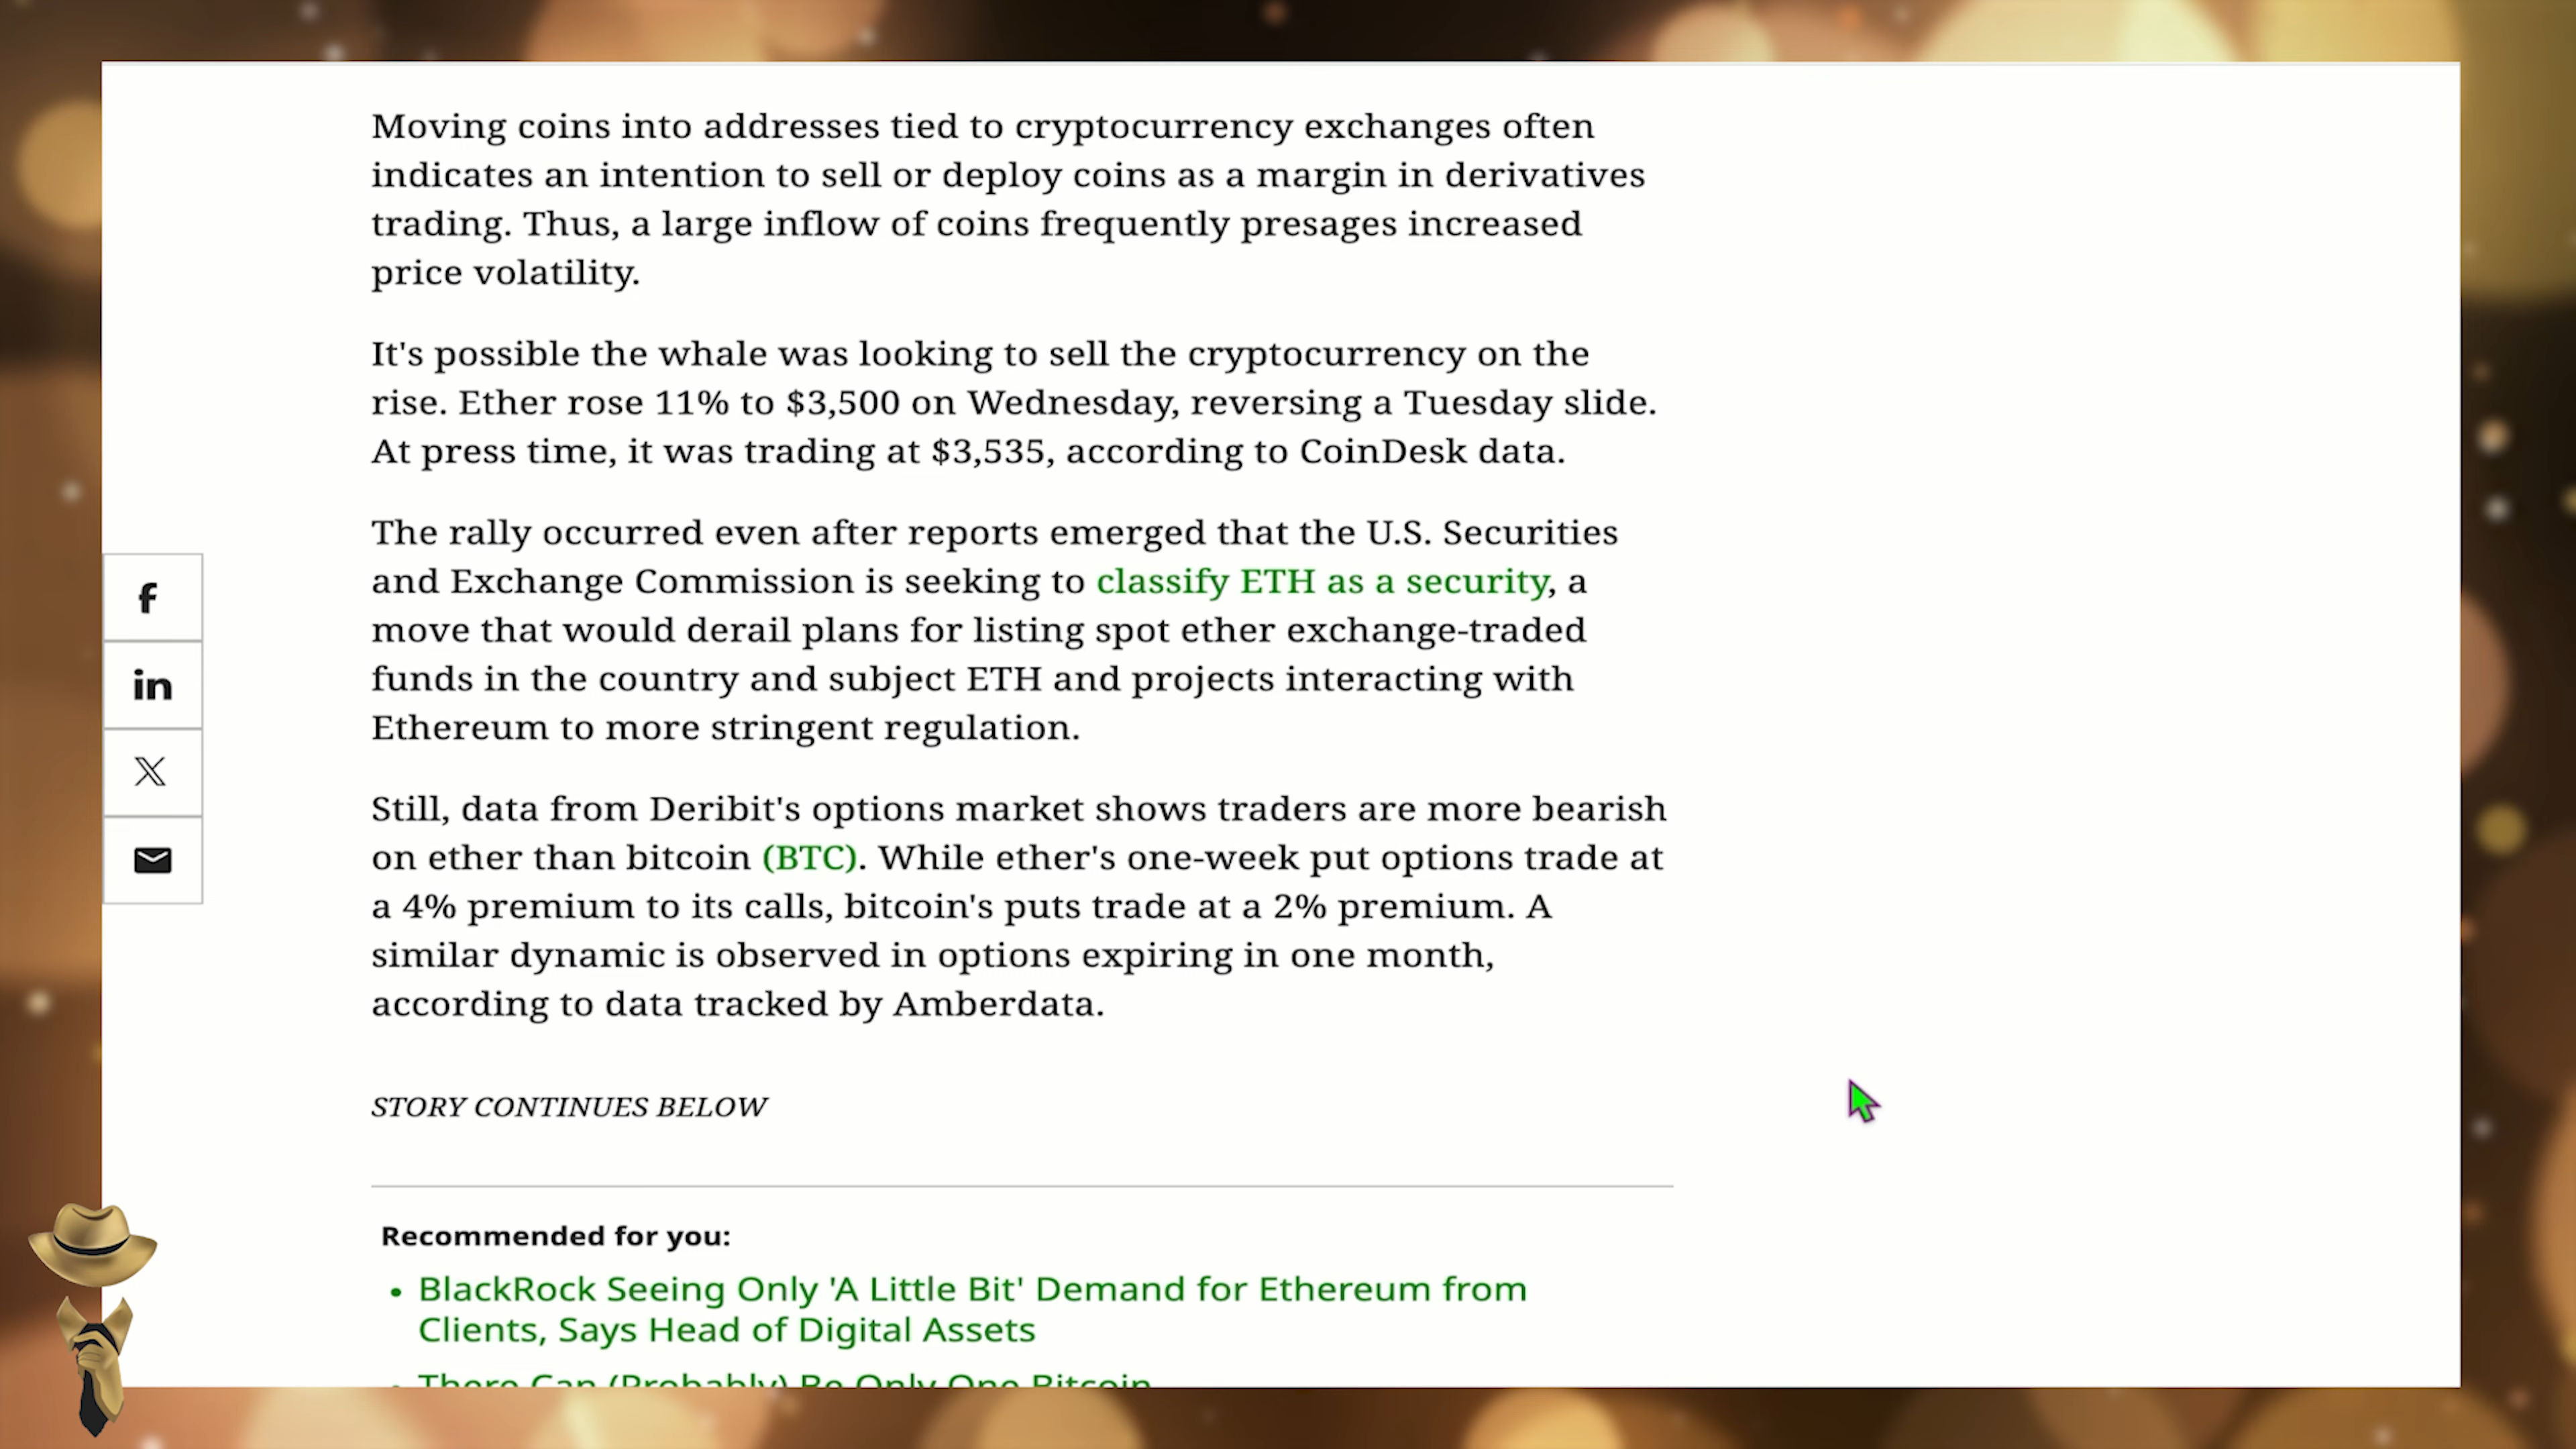 Moving coins into addresses tied to cryptocurrency exchanges often
indicates an intention to sell or deploy coins as a margin in derivatives
trading. Thus, a large inflow of coins frequently presages increased
price volatility.
It's possible the whale was looking to sell the cryptocurrency on the
rise. Ether rose 11% to $3,500 on Wednesday, reversing a Tuesday slide.
At press time, it was trading at $3,535, according to CoinDesk data.
The rally occurred even after reports emerged that the U.S. Securities
and Exchange Commission is seeking to classify ETH as a security, a
move that would derail plans for listing spot ether exchange-traded
funds in the country and subject ETH and projects interacting with
Ethereum to more stringent regulation.
Still, data from Deribit's options market shows traders are more bearish
on ether than bitcoin (BTC). While ether's one-week put options trade at
a 4% premium to its calls, bitcoin's puts trade at a 2% premium. A
similar dynamic is observed in options expiring in one month,
according to data tracked by Amberdata.
STORY CONTINUES BELOW
Recommended for you:
• BlackRock Seeing Only 'A Little Bit' Demand for Ethereum from
Clients, Says Head of Digital Assets
• There Can (Probably) Be Only One Bitcoin